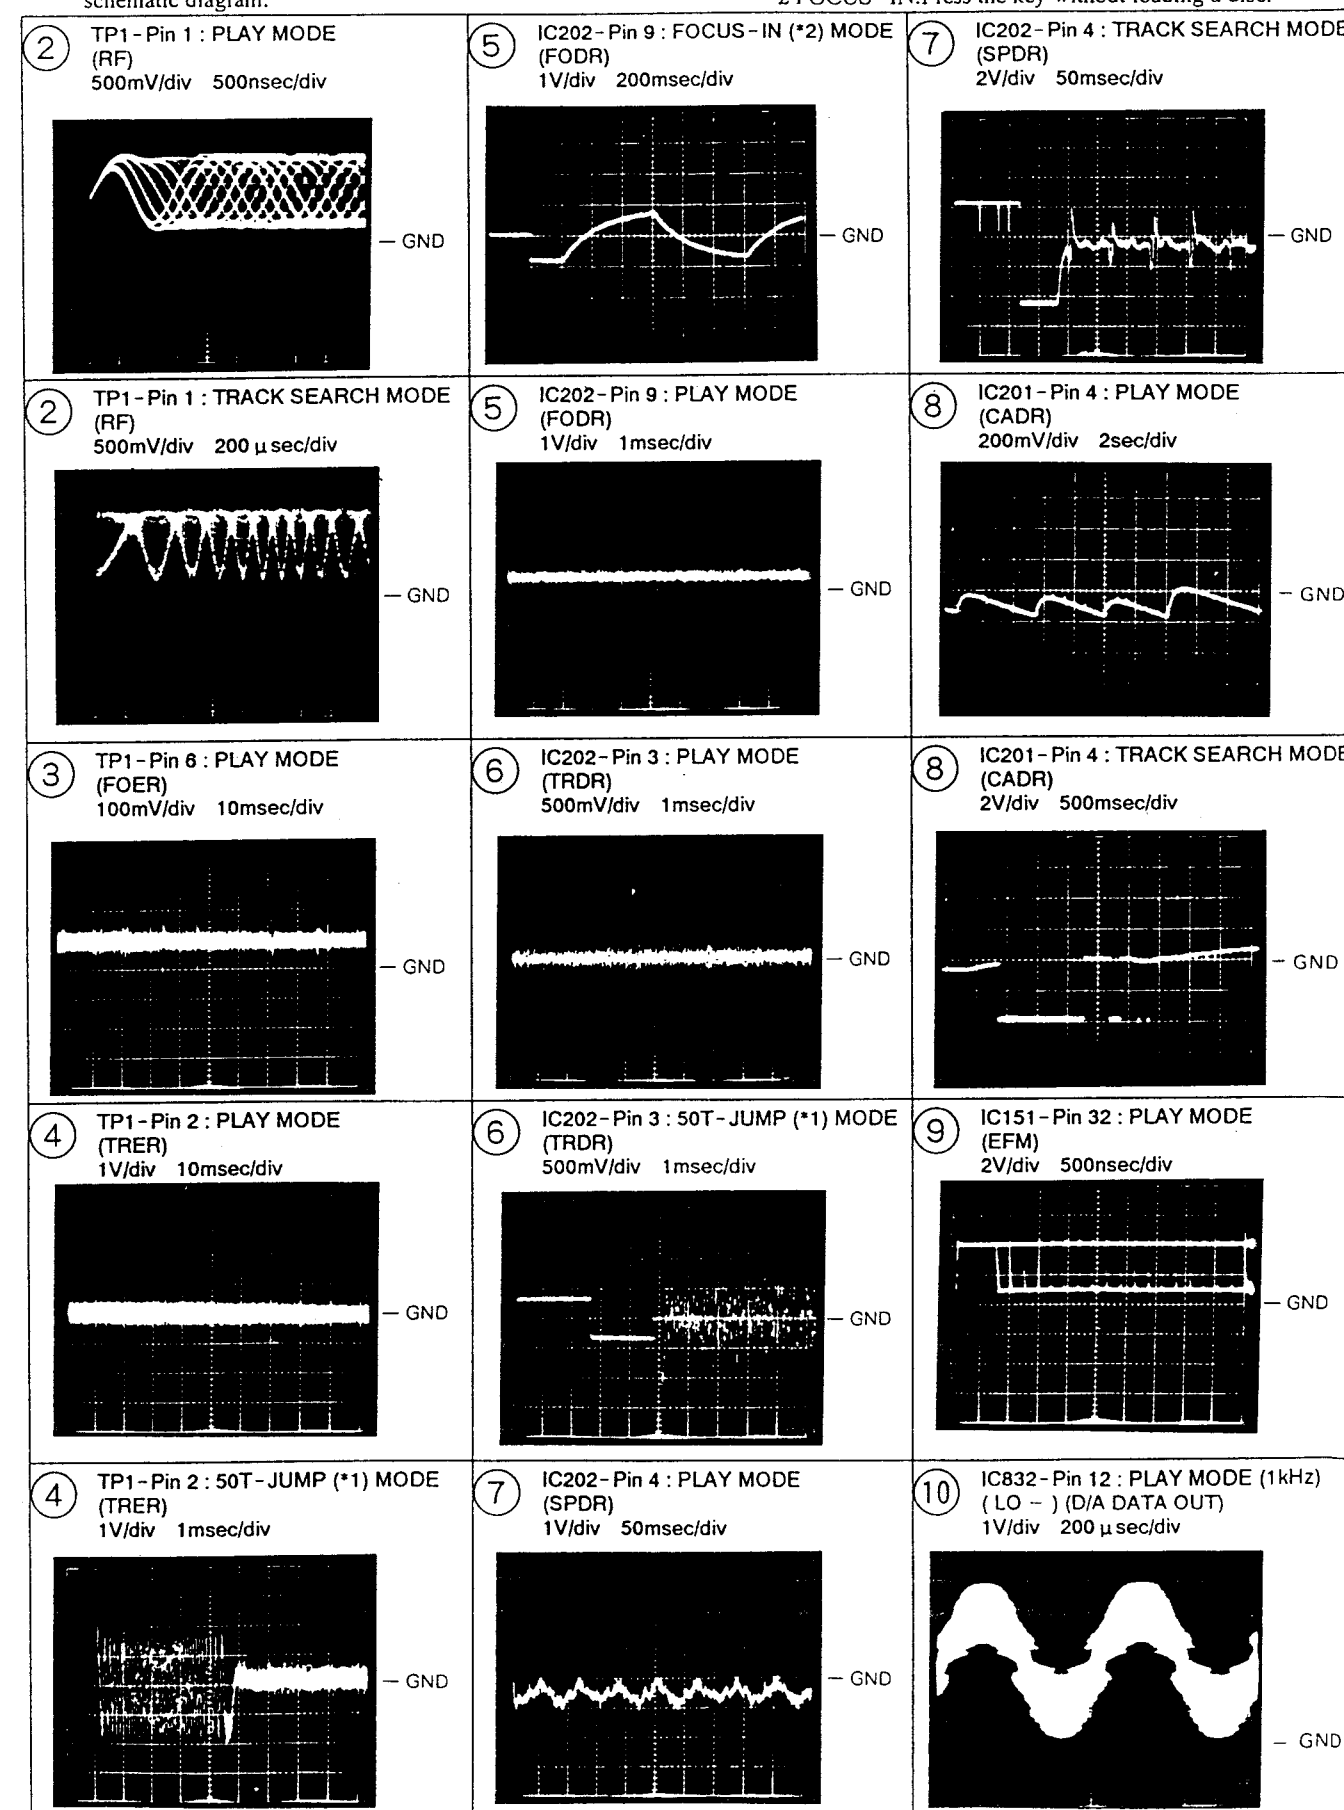 schematic diagram.
2 FOCUS-IN:Press the key without loading a disc.
2
TP1-Pin 1 : PLAY MODE
(RF)
500mV/div 500nsec/div
— GND
5
IC202-Pin 9 : FOCUS-IN (*2) MODE
(FODR)
1V/div 200msec/div
— GND
7
IC202-Pin 4 : TRACK SEARCH MODE
(SPDR)
2V/div 50msec/div
— GND
2
TP1-Pin 1 : TRACK SEARCH MODE
(RF)
500mV/div 200 μsec/div
— GND
5
IC202-Pin 9 : PLAY MODE
(FODR)
1V/div 1msec/div
— GND
8
IC201-Pin 4 : PLAY MODE
(CADR)
200mV/div 2sec/div
— GND
3
TP1-Pin 6 : PLAY MODE
(FOER)
100mV/div 10msec/div
— GND
6
IC202-Pin 3 : PLAY MODE
(TRDR)
500mV/div 1msec/div
— GND
8
IC201-Pin 4 : TRACK SEARCH MODE
(CADR)
2V/div 500msec/div
— GND
4
TP1-Pin 2 : PLAY MODE
(TRER)
1V/div 10msec/div
— GND
6
IC202-Pin 3 : 50T-JUMP (*1) MODE
(TRDR)
500mV/div 1msec/div
— GND
9
IC151-Pin 32 : PLAY MODE
(EFM)
2V/div 500nsec/div
— GND
4
TP1-Pin 2 : 50T-JUMP (*1) MODE
(TRER)
1V/div 1msec/div
— GND
7
IC202-Pin 4 : PLAY MODE
(SPDR)
1V/div 50msec/div
— GND
10
IC832-Pin 12 : PLAY MODE (1kHz)
( LO - ) (D/A DATA OUT)
1V/div 200 μsec/div
— GND